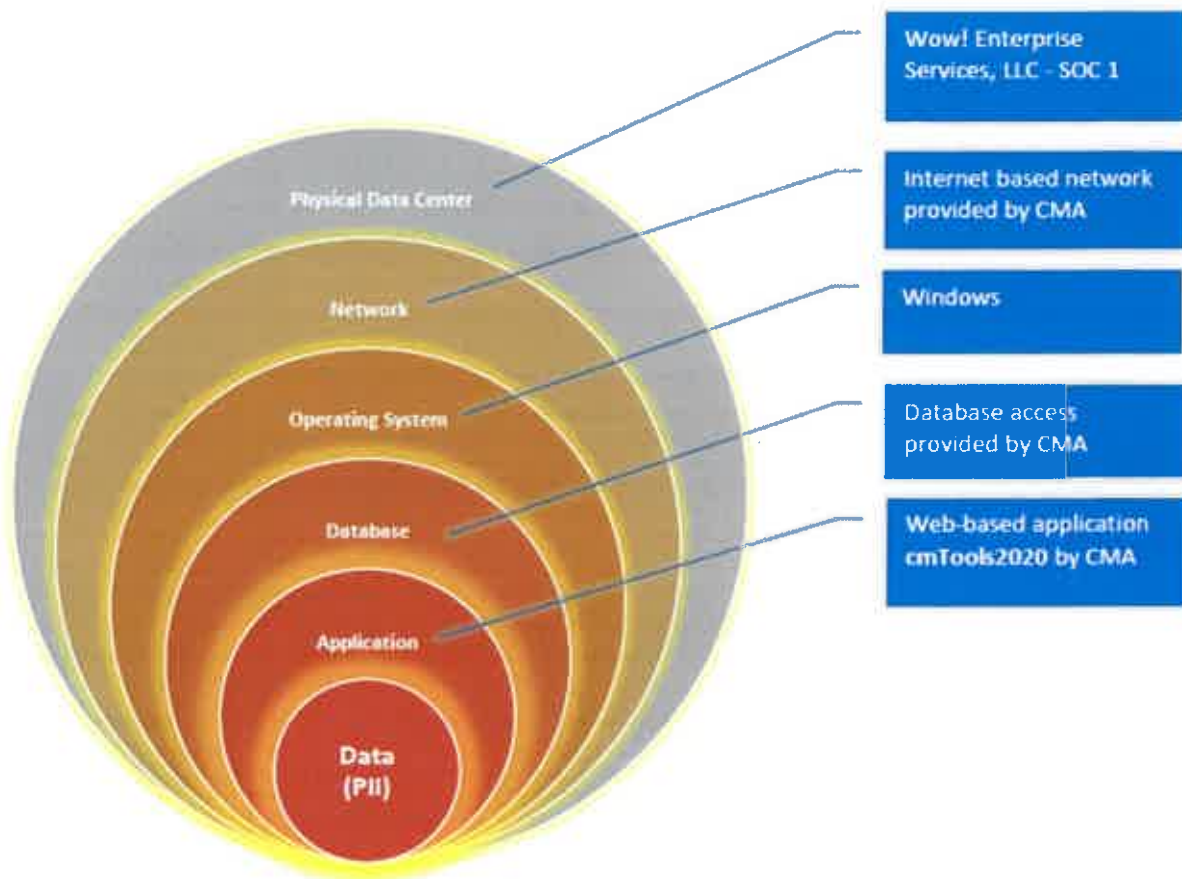 Wow! Enterprise
Services, LLC - SOC 1
Physical Data Center
Internet based network
provided by CMA
Network
Windows
Operating System
Database access
provided by CMA
Database
Web-based application
cmTools2020 by CMA
Application
Data
(PII)